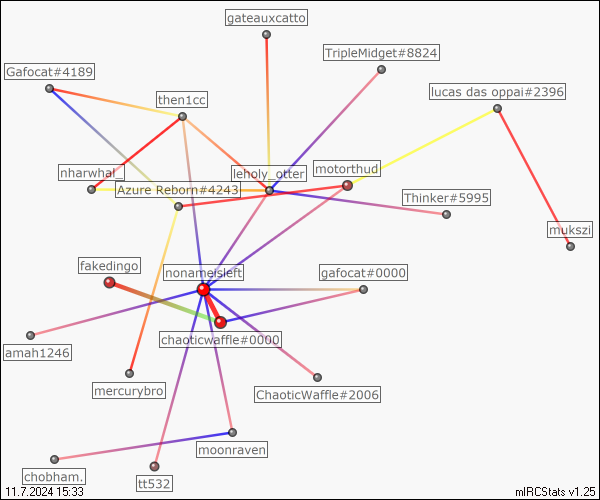 gateauxcatto
TripleMidget#8824
Gafocat#4189
lucas das oppai#2396
then1cc
nharwhal_
leholy_otter
motorthud
Azure Reborn#4243
Thinker#5995
mukszi
fakedingo
nonameisleft
gafocat#0000
chaoticwaffle#0000
amah1246
mercurybro
ChaoticWaffle#2006
moonraven
chobham.
tt532
11.7.2024 15:33
mIRCStats v1.25